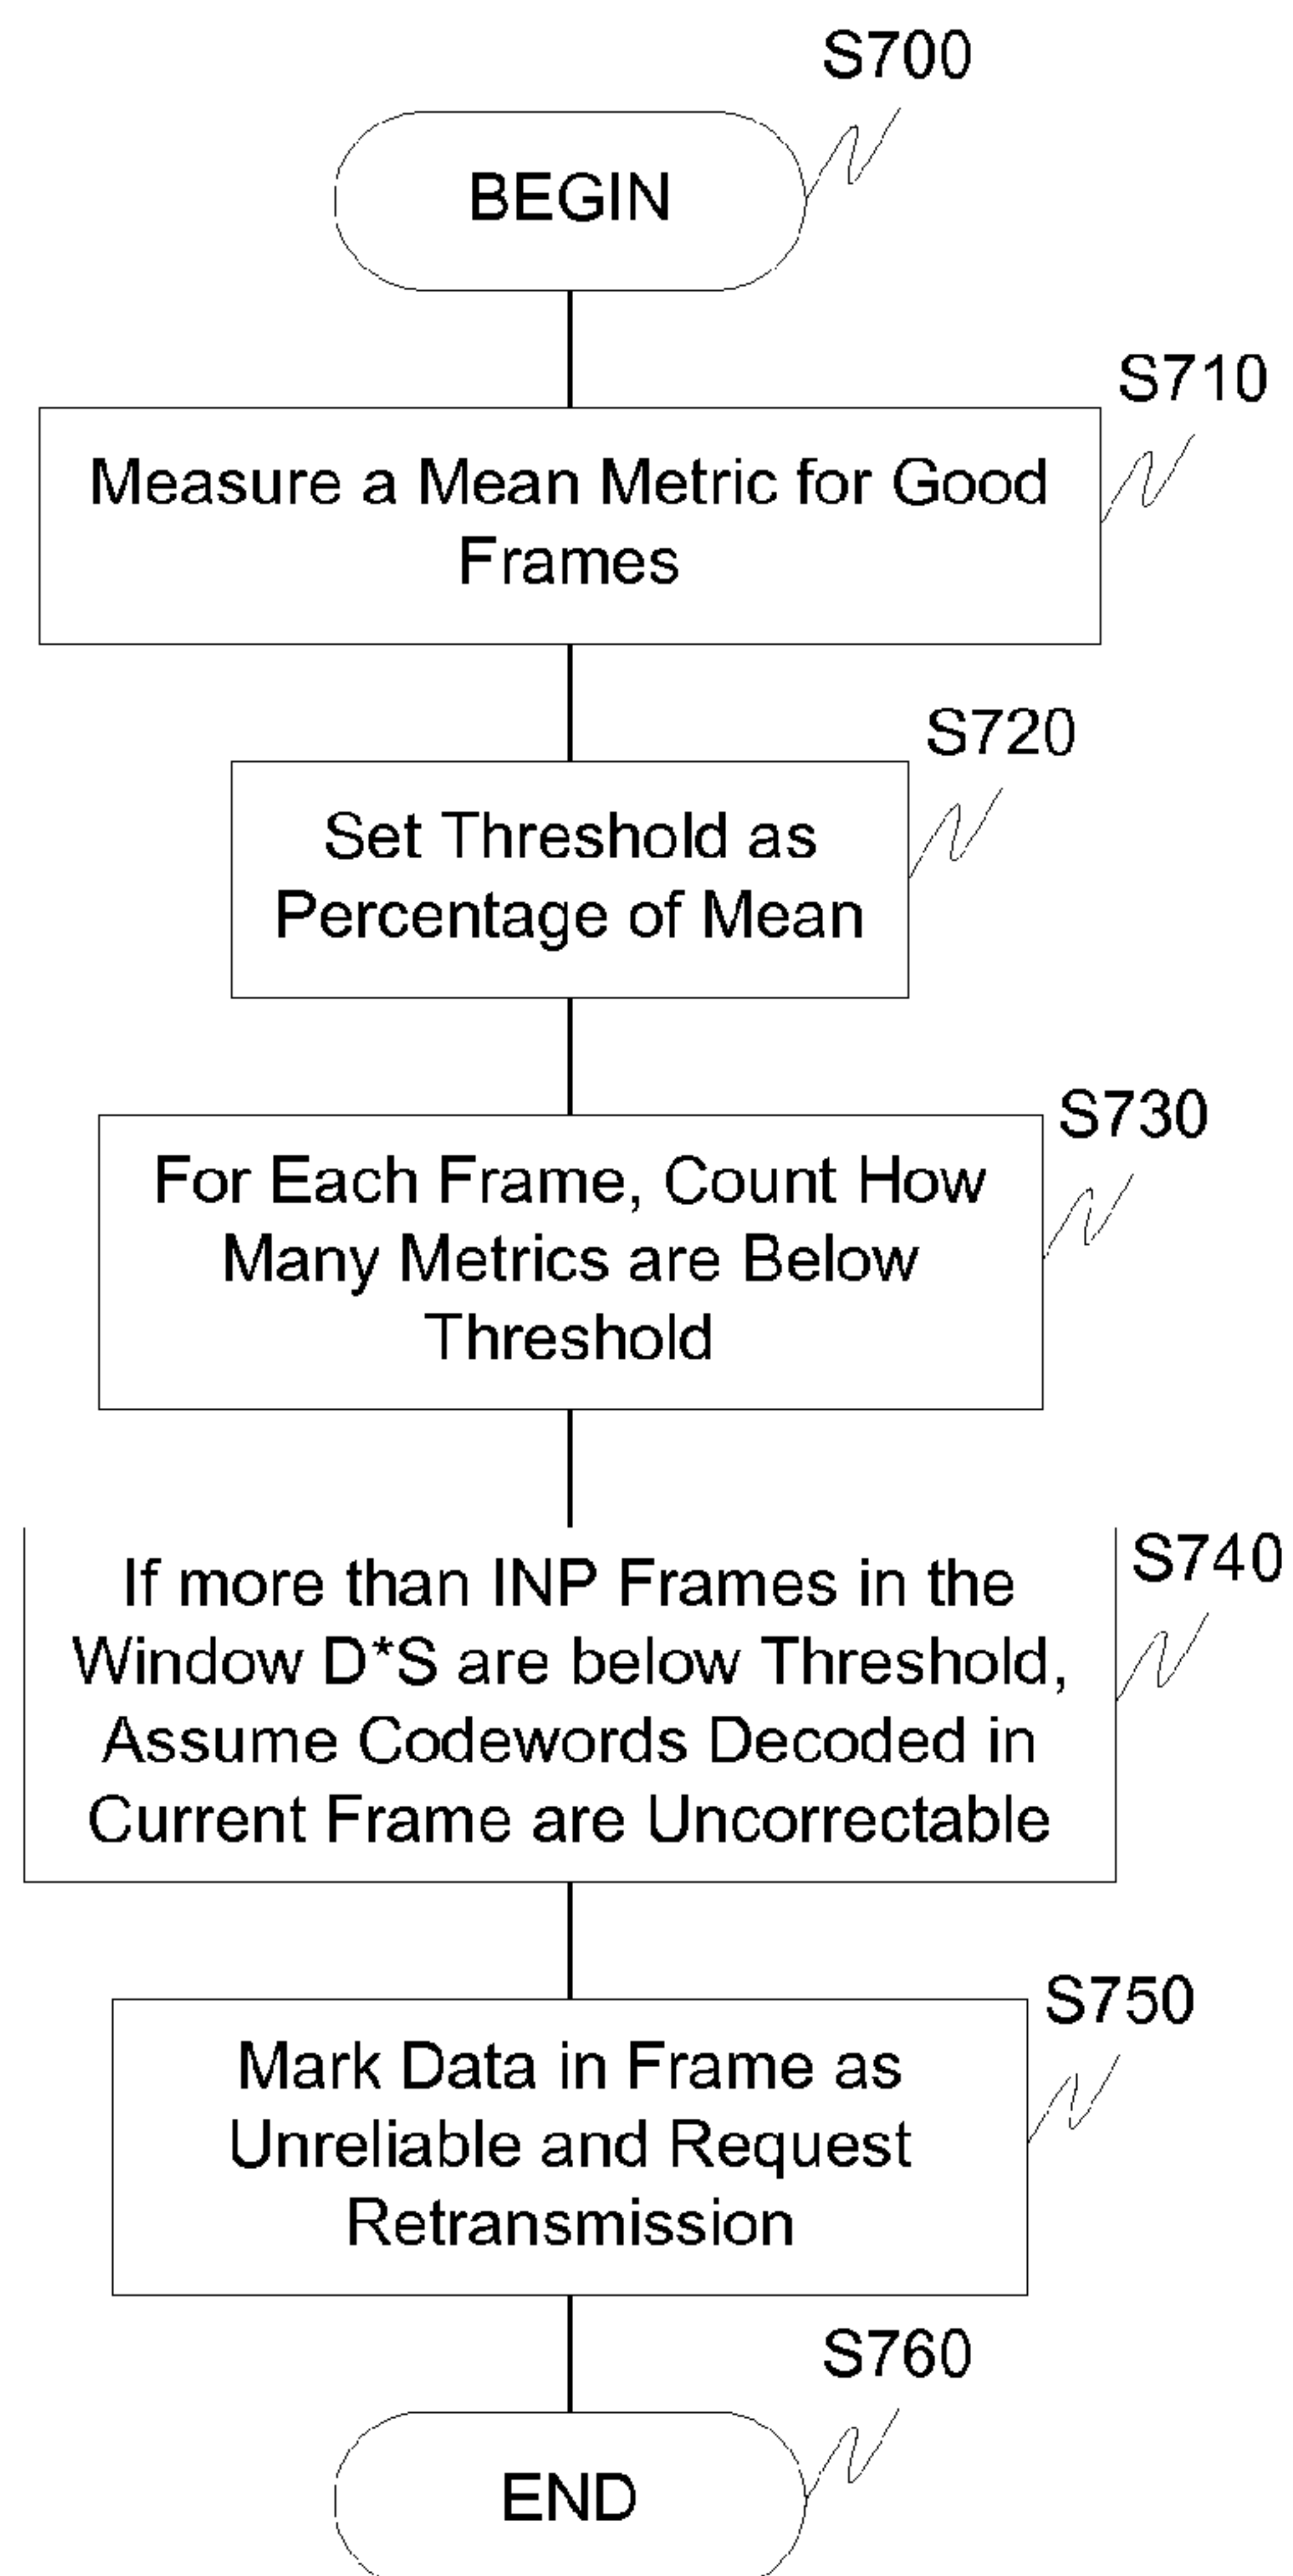 S700
BEGIN
S710
Measure a Mean Metric for Good
Frames
S720
Set Threshold as
Percentage of Mean
S730
For Each Frame, Count How
Many Metrics are Below
Threshold
S740
If more than INP Frames in the
Window D*S are below Threshold,
Assume Codewords Decoded in
Current Frame are Uncorrectable
S750
Mark Data in Frame as
Unreliable and Request
Retransmission
S760
END